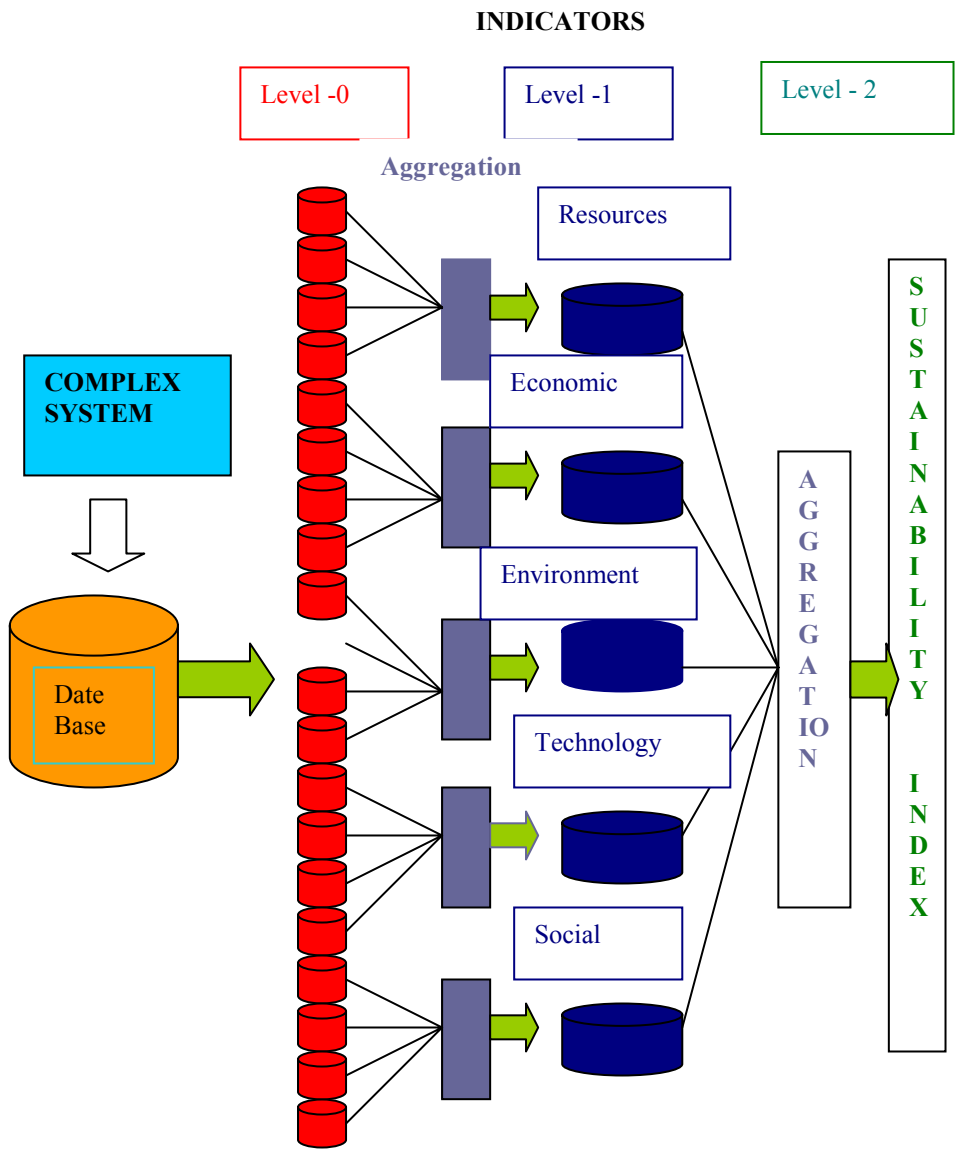 INDICATORS
Level -0
Level -1
Level - 2
Aggregation
Resources
Economic
COMPLEX
SYSTEM
Environment
Date
Base
Technology
Social
A
G
G
R
E
G
A
T
IO
N
S
U
S
T
A
I
N
A
B
I
L
I
T
Y
I
N
D
E
X